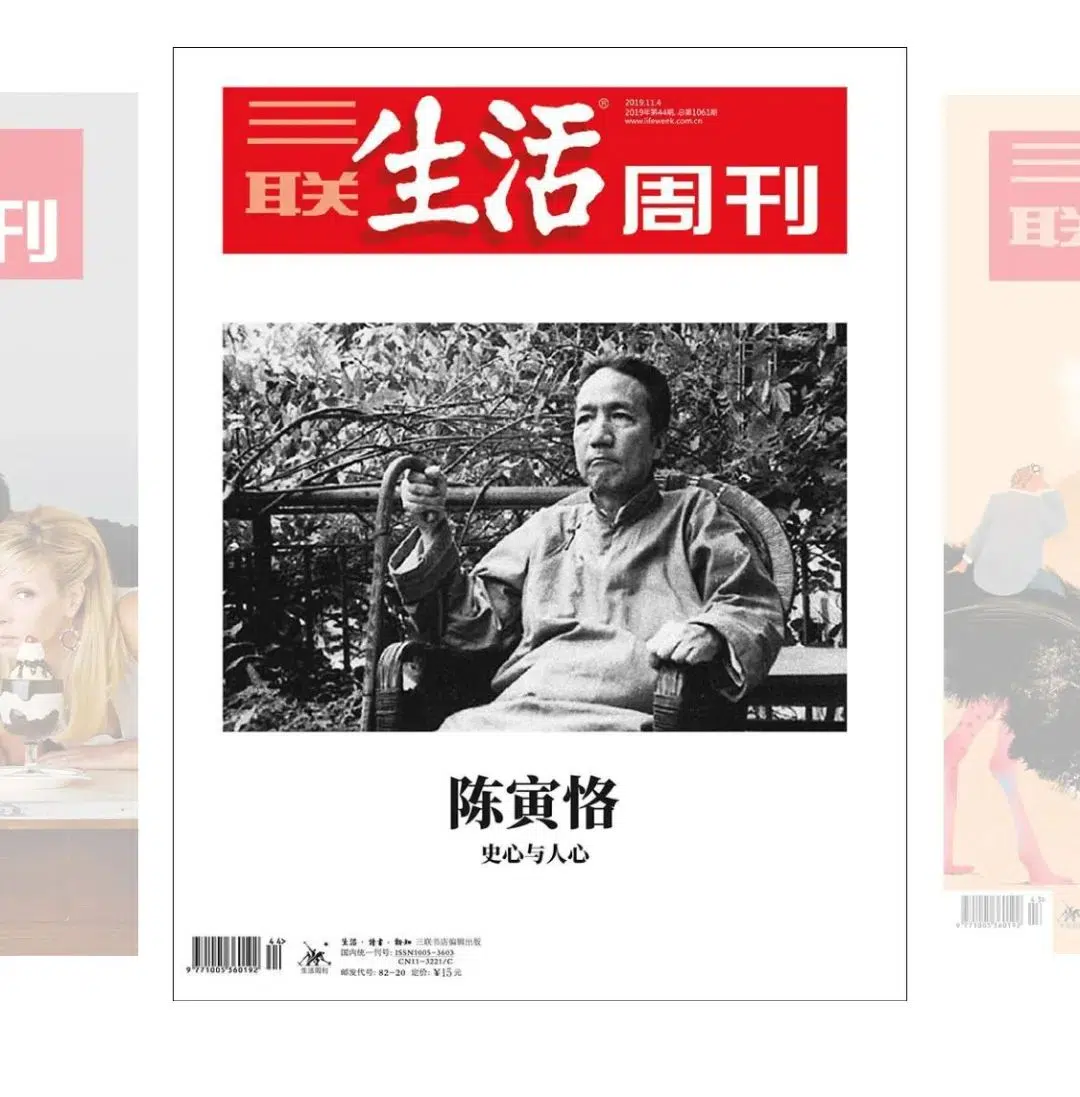 三联生活周刊®
2019.11.4
2019年第44期, 总第1061期
www.lifeweek.com.cn
陈寅恪
史心与人心
44>
9 771005 360192
生活周刊
生活·读书·新知 三联书店编辑出版
国内统一刊号: ISSN1005-3603
CN11-3221/C
邮发代号: 82-20 定价: ¥15元
刊
联
9 771005 360192